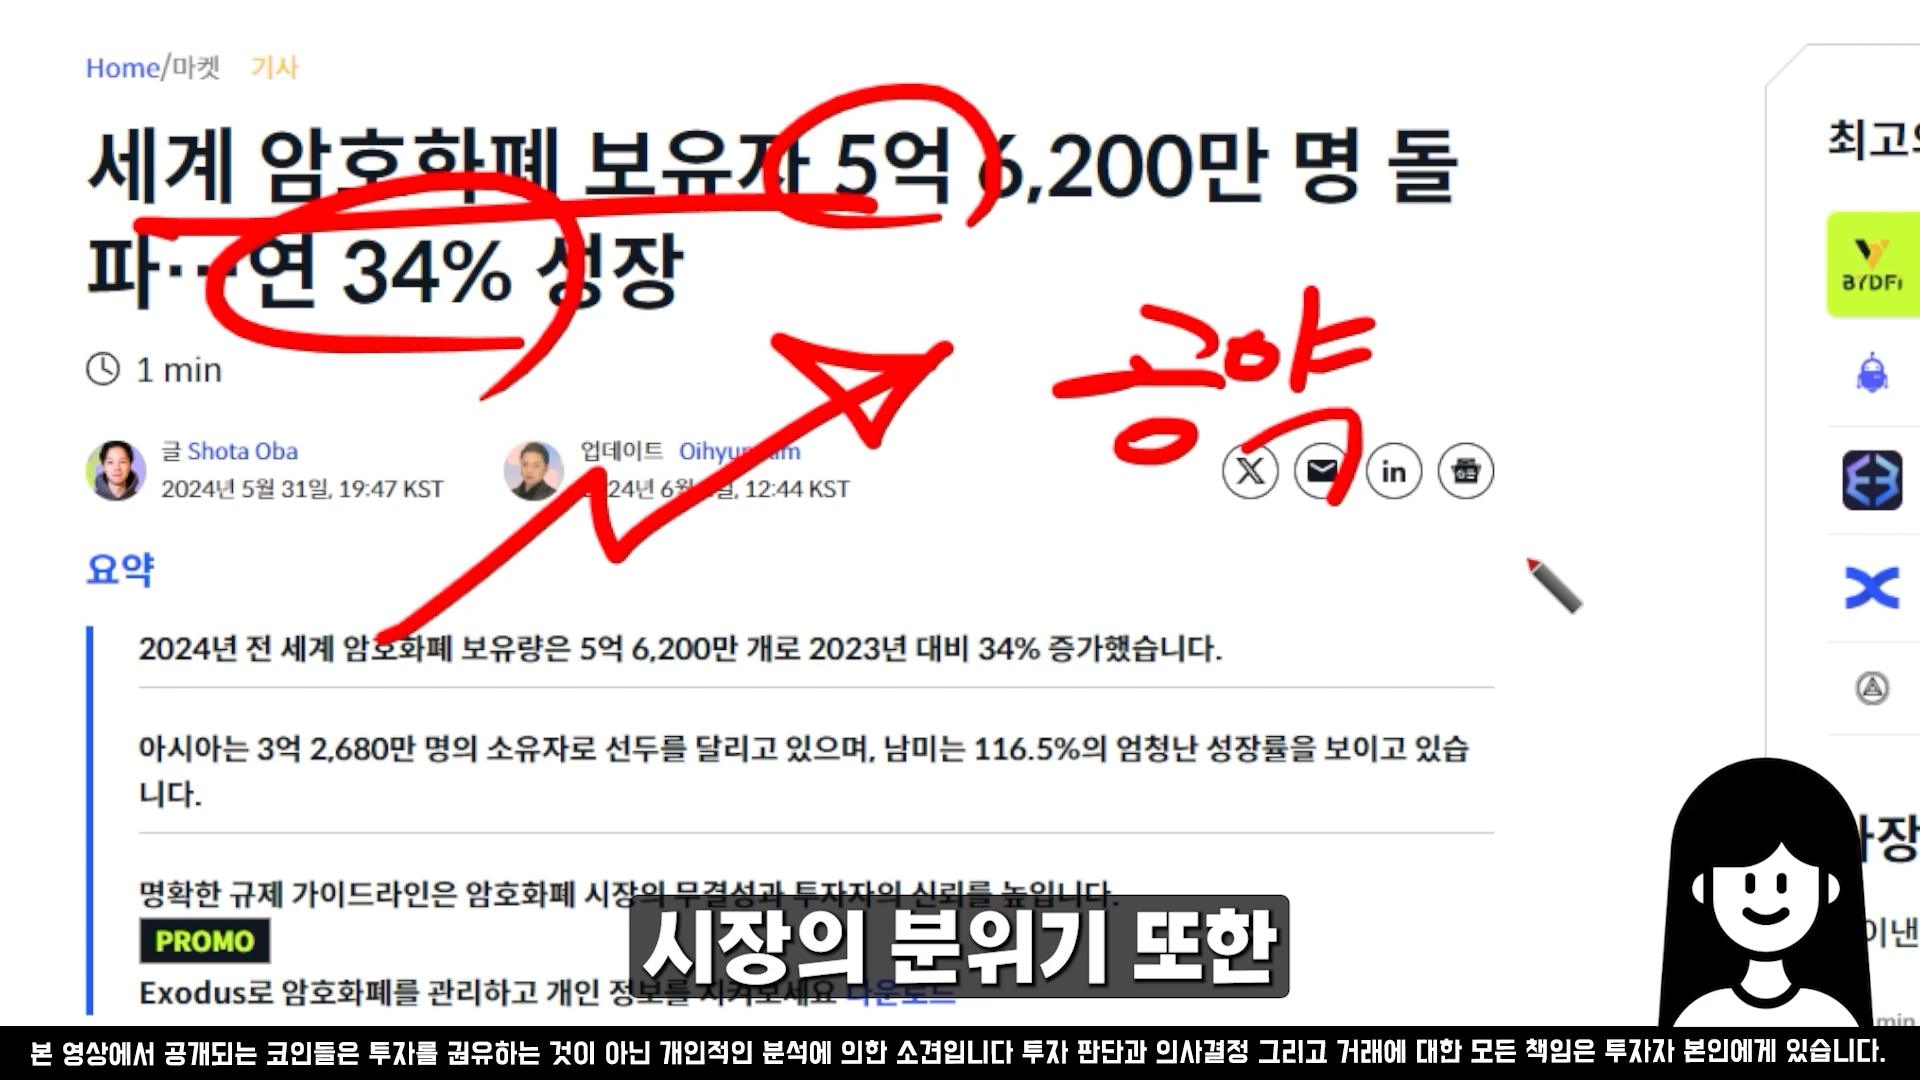 Home/마켓 기사
세계 암호화폐 보유자 5억 6,200만 명 돌
파…연 34% 성장
1 min
공약
글 Shota Oba
2024년 5월 31일, 19:47 KST
업데이트
12:44 KST
in
요약
2024년 전 세계 암호화폐 보유량은 5억 6,200만 개로 2023년 대비 34% 증가했습니다.
아시아는 3억 2,680만 명의 소유자로 선두를 달리고 있으며, 남미는 116.5%의 엄청난 성장률을 보이고 있습
니다.
명확한 규제 가이드라인은 암호화폐 시장의 무결성과 투자자의 신뢰를 높입니다.
PROMO
Exodus로 암호화폐를 관리하고 개인 정보를 지켜보세요 다운로드
시장의 분위기 또한
최고의
BYDFi
본 영상에서 공개되는 코인들은 투자를 권유하는 것이 아닌 개인적인 분석에 의한 소견입니다 투자 판단과 의사결정 그리고 거래에 대한 모든 책임은 투자자 본인에게 있습니다.